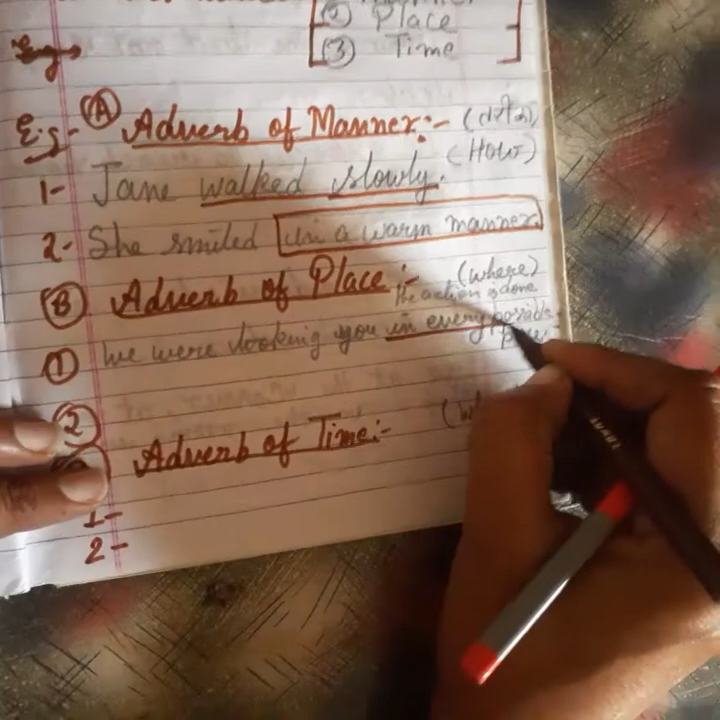 (2) Place
(3) Time
E.g- (A) Adverb of Manner:-
(How)
1- Jane walked slowly.
2- She smiled in a warm manner.
(B) Adverb of Place:- (where)
the action is done
(1) We were looking you in every
(2)
Adverb of Time:-
1-
2-